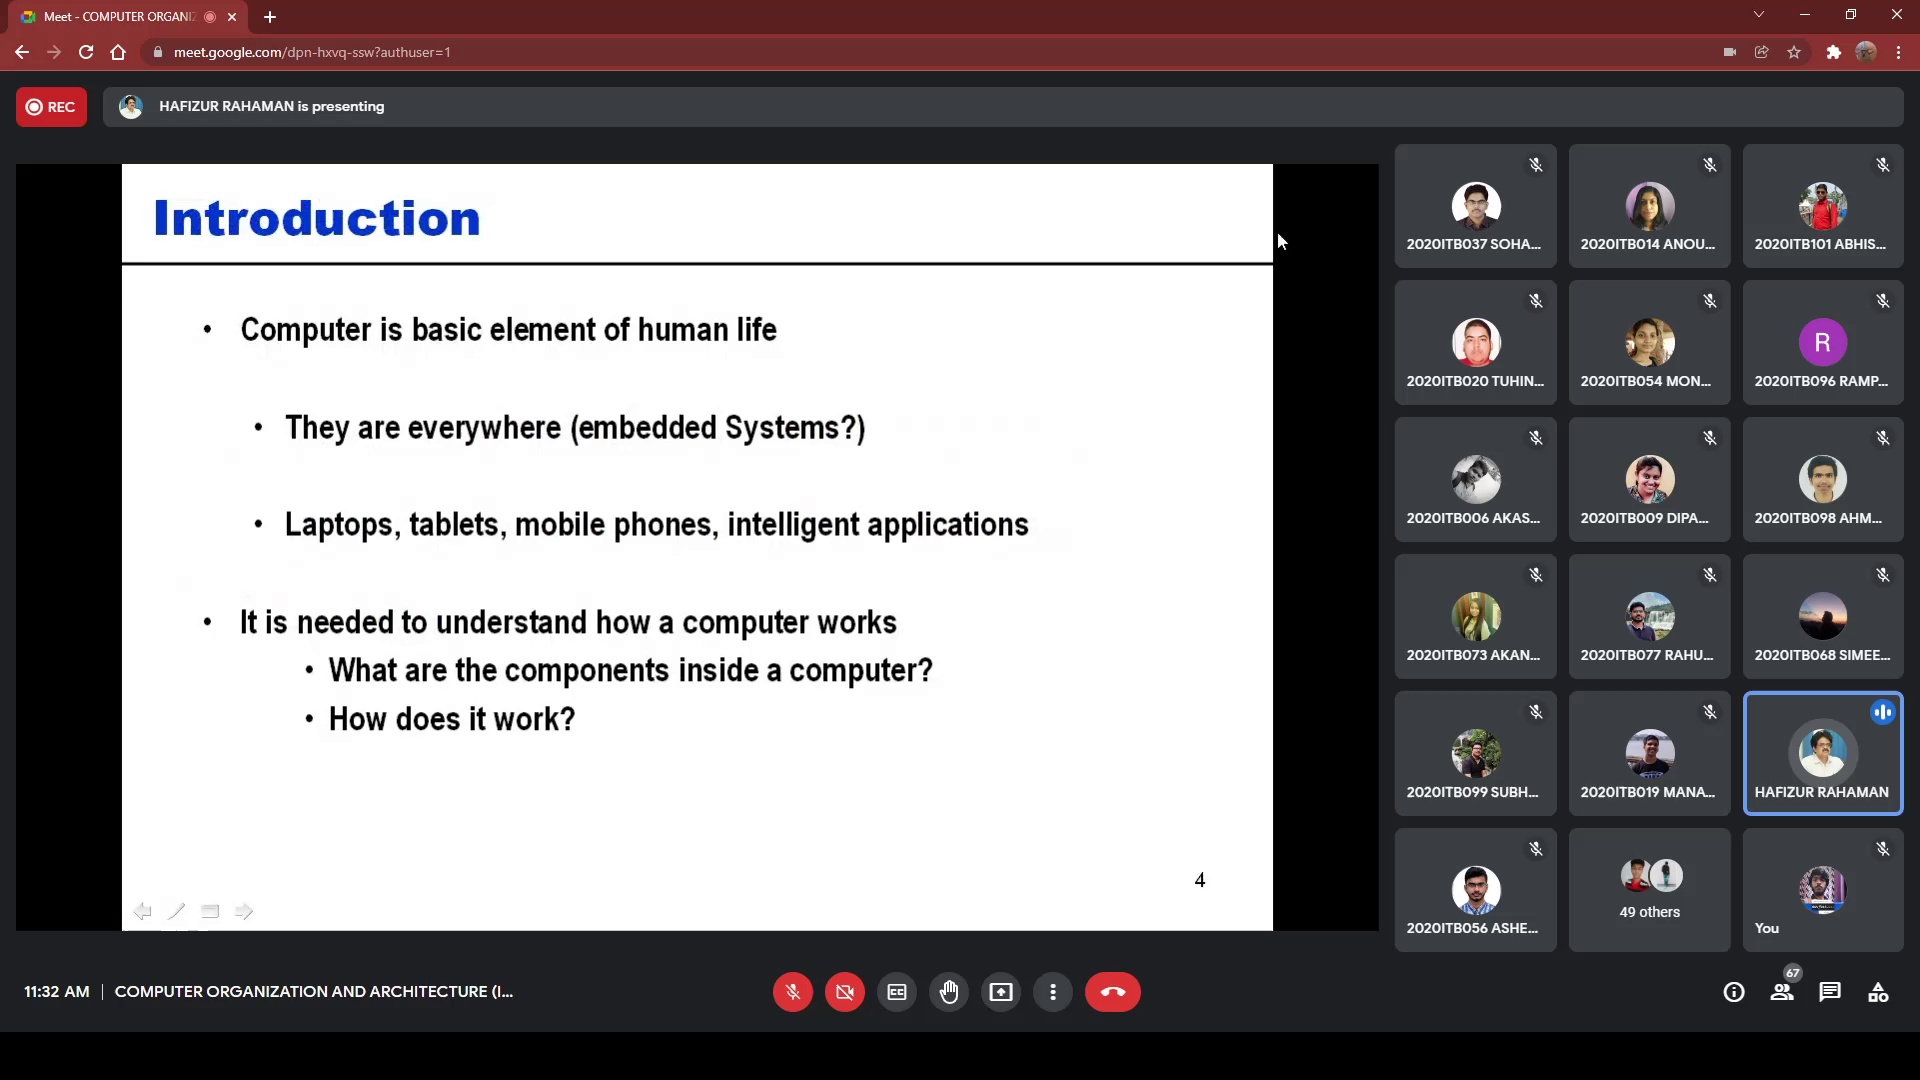 Meet - COMPUTER ORGANIZ
meet.google.com/dpn-hxvq-ssw?authuser=1
REC
HAFIZUR RAHAMAN is presenting
Introduction
• Computer is basic element of human life
• They are everywhere (embedded Systems?)
• Laptops, tablets, mobile phones, intelligent applications
• It is needed to understand how a computer works
• What are the components inside a computer?
• How does it work?
4
2020ITB037 SOHA...
2020ITB014 ANOU...
2020ITB101 ABHIS...
2020ITB020 TUHIN...
2020ITB054 MON...
R
2020ITB096 RAMP...
2020ITB006 AKAS...
2020ITB009 DIPA...
2020ITB098 AHM...
2020ITB073 AKAN...
2020ITB077 RAHU...
2020ITB068 SIMEE...
2020ITB099 SUBH...
2020ITB019 MANA...
HAFIZUR RAHAMAN
2020ITB056 ASHE...
49 others
You
11:32 AM | COMPUTER ORGANIZATION AND ARCHITECTURE (I...
67